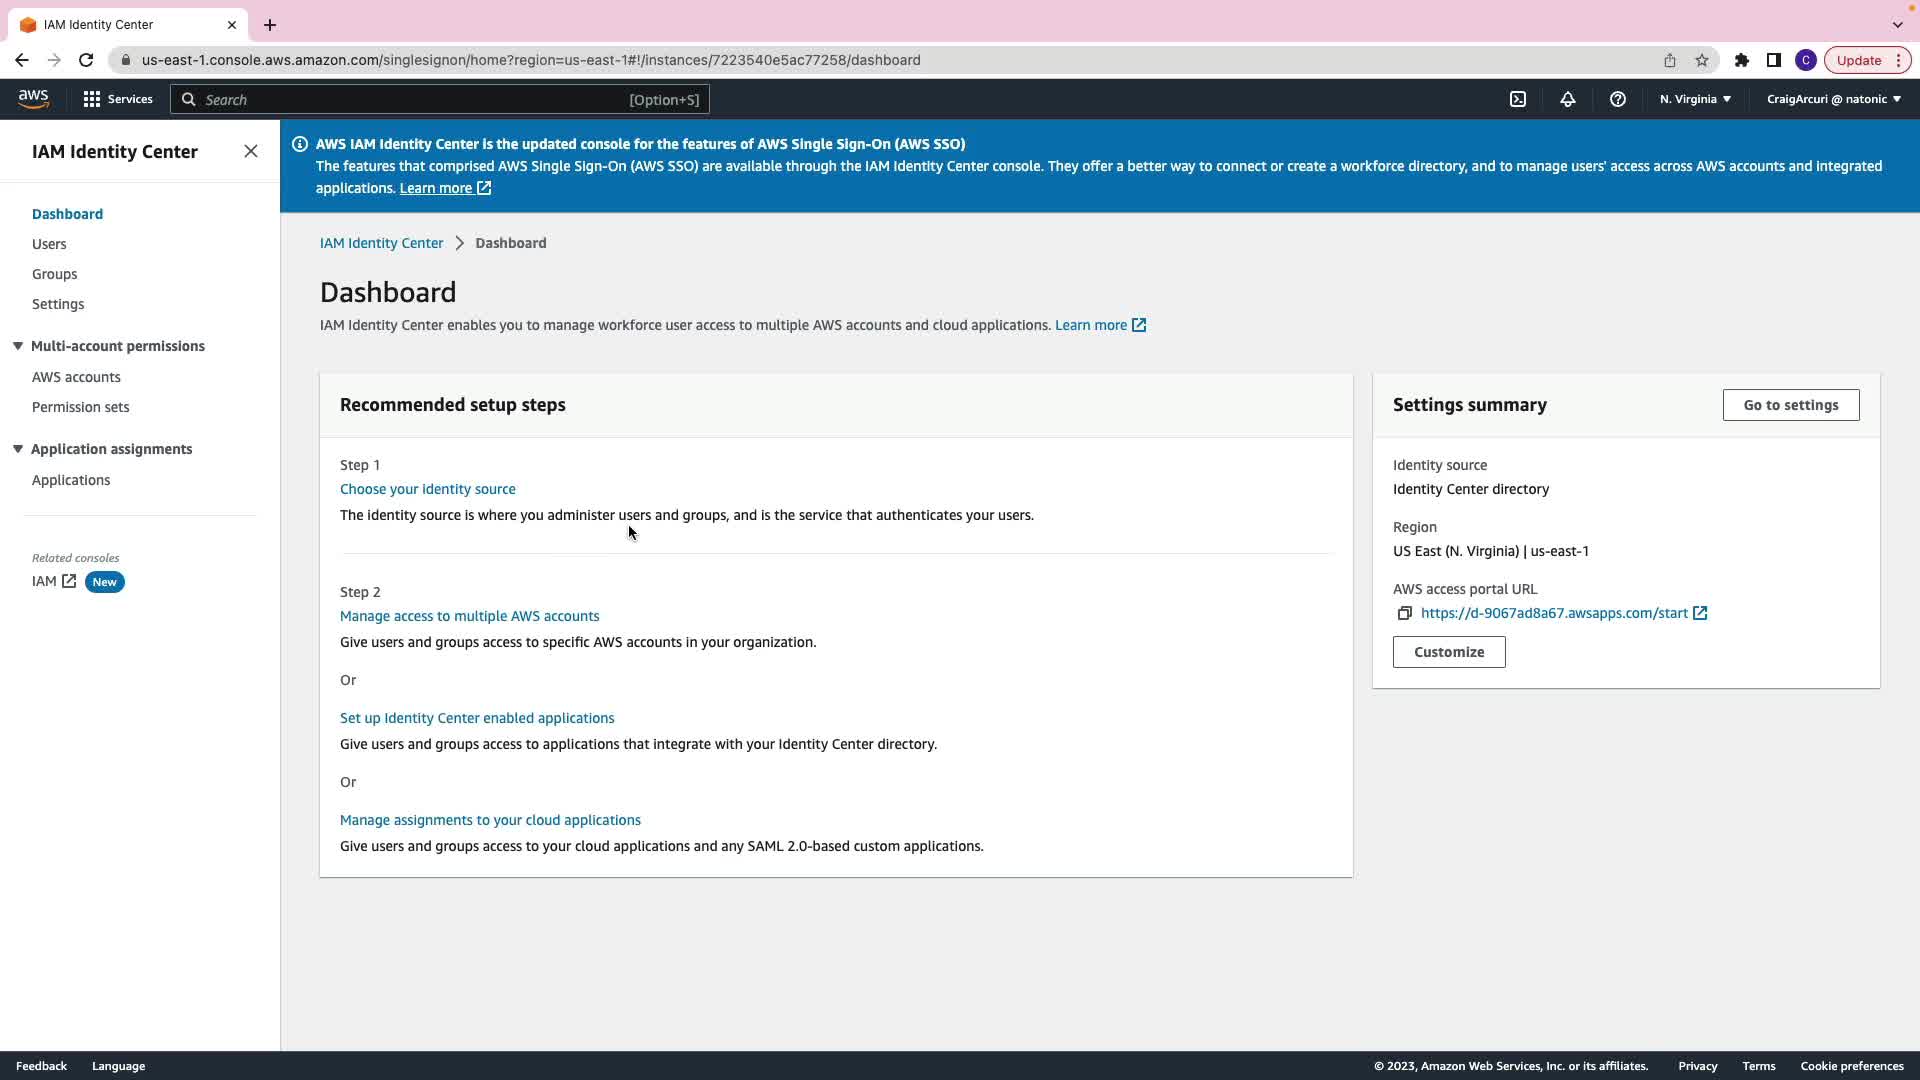 IAM Identity Center
us-east-1.console.aws.amazon.com/singlesignon/home?region=us-east-1#!/instances/7223540e5ac77258/dashboard
C
Update
aws
Services
Search
[Option+S]
N. Virginia
CraigArcuri @ natonic
IAM Identity Center
Dashboard
Users
Groups
Settings
Multi-account permissions
AWS accounts
Permission sets
Application assignments
Applications
Related consoles
IAM New
AWS IAM Identity Center is the updated console for the features of AWS Single Sign-On (AWS SSO)
The features that comprised AWS Single Sign-On (AWS SSO) are available through the IAM Identity Center console. They offer a better way to connect or create a workforce directory, and to manage users' access across AWS accounts and integrated
applications. Learn more
IAM Identity Center > Dashboard
Dashboard
IAM Identity Center enables you to manage workforce user access to multiple AWS accounts and cloud applications. Learn more
Recommended setup steps
Step 1
Choose your identity source
The identity source is where you administer users and groups, and is the service that authenticates your users.
Step 2
Manage access to multiple AWS accounts
Give users and groups access to specific AWS accounts in your organization.
Or
Set up Identity Center enabled applications
Give users and groups access to applications that integrate with your Identity Center directory.
Or
Manage assignments to your cloud applications
Give users and groups access to your cloud applications and any SAML 2.0-based custom applications.
Settings summary
Go to settings
Identity source
Identity Center directory
Region
US East (N. Virginia) | us-east-1
AWS access portal URL
https://d-9067ad8a67.awsapps.com/start
Customize
Feedback
Language
© 2023, Amazon Web Services, Inc. or its affiliates.
Privacy
Terms
Cookie preferences